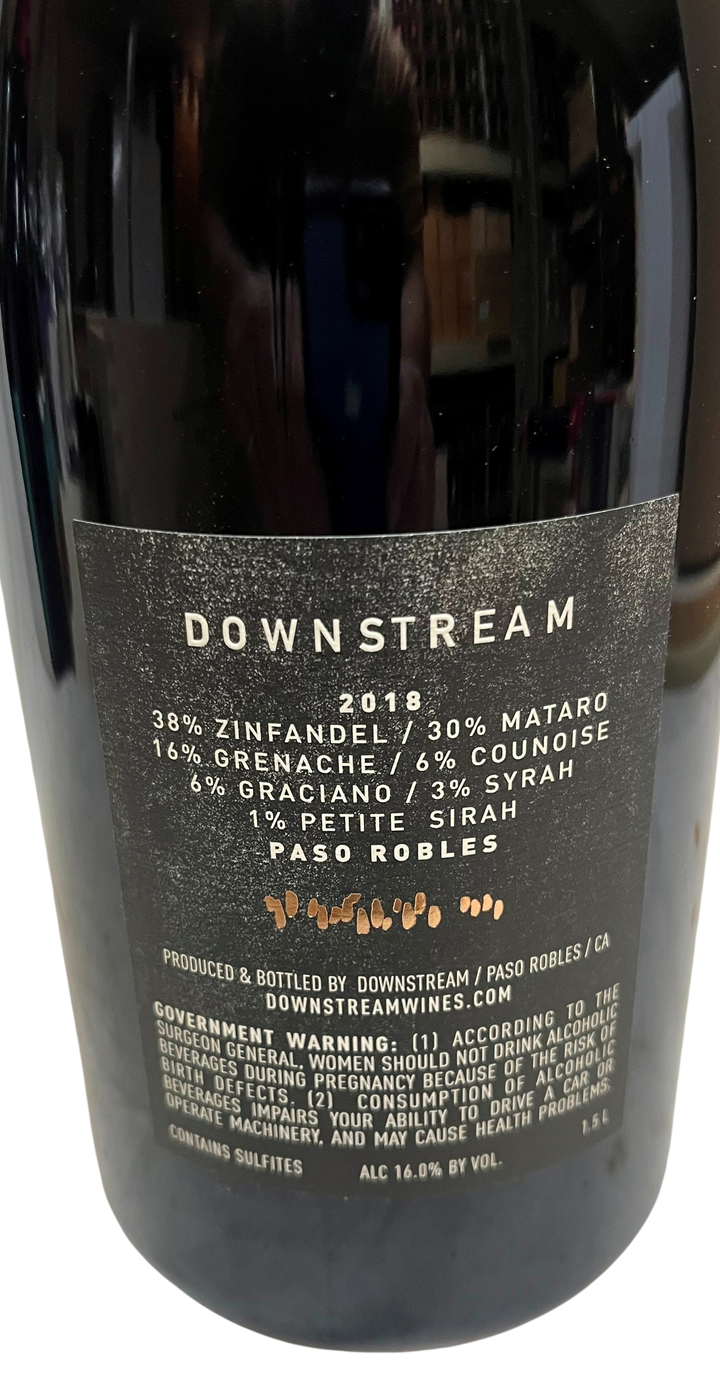 DOWNSTREAM
2018
38% ZINFANDEL / 30% MATARO
16% GRENACHE / 6% COUNOISE
6% GRACIANO / 3% SYRAH
1% PETITE SIRAH
PASO ROBLES
PRODUCED & BOTTLED BY DOWNSTREAM / PASO ROBLES / CA
DOWNSTREAMWINES.COM
GOVERNMENT WARNING: (1) ACCORDING TO THE
SURGEON GENERAL, WOMEN SHOULD NOT DRINK ALCOHOLIC
BEVERAGES DURING PREGNANCY BECAUSE OF THE RISK OF
BIRTH DEFECTS. (2) CONSUMPTION OF ALCOHOLIC
BEVERAGES IMPAIRS YOUR ABILITY TO DRIVE A CAR OR
OPERATE MACHINERY, AND MAY CAUSE HEALTH PROBLEMS.
CONTAINS SULFITES ALC 16.0% BY VOL. 1.5 L